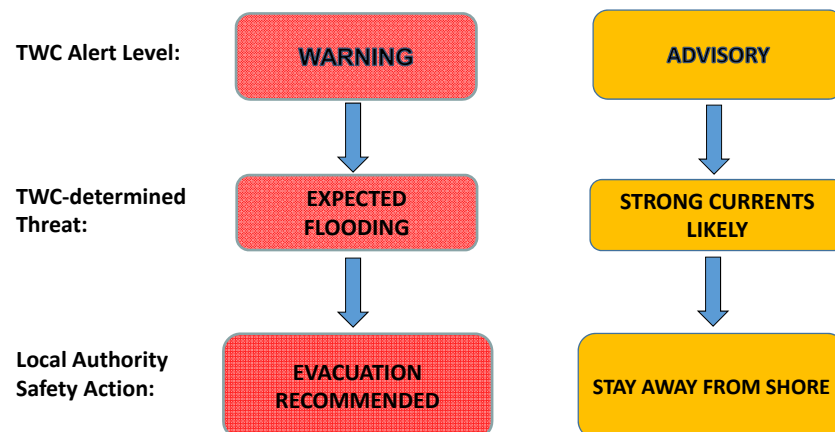 TWC Alert Level:
WARNING
ADVISORY
TWC-determined
Threat:
EXPECTED
FLOODING
STRONG CURRENTS
LIKELY
Local Authority
Safety Action:
EVACUATION
RECOMMENDED
STAY AWAY FROM SHORE